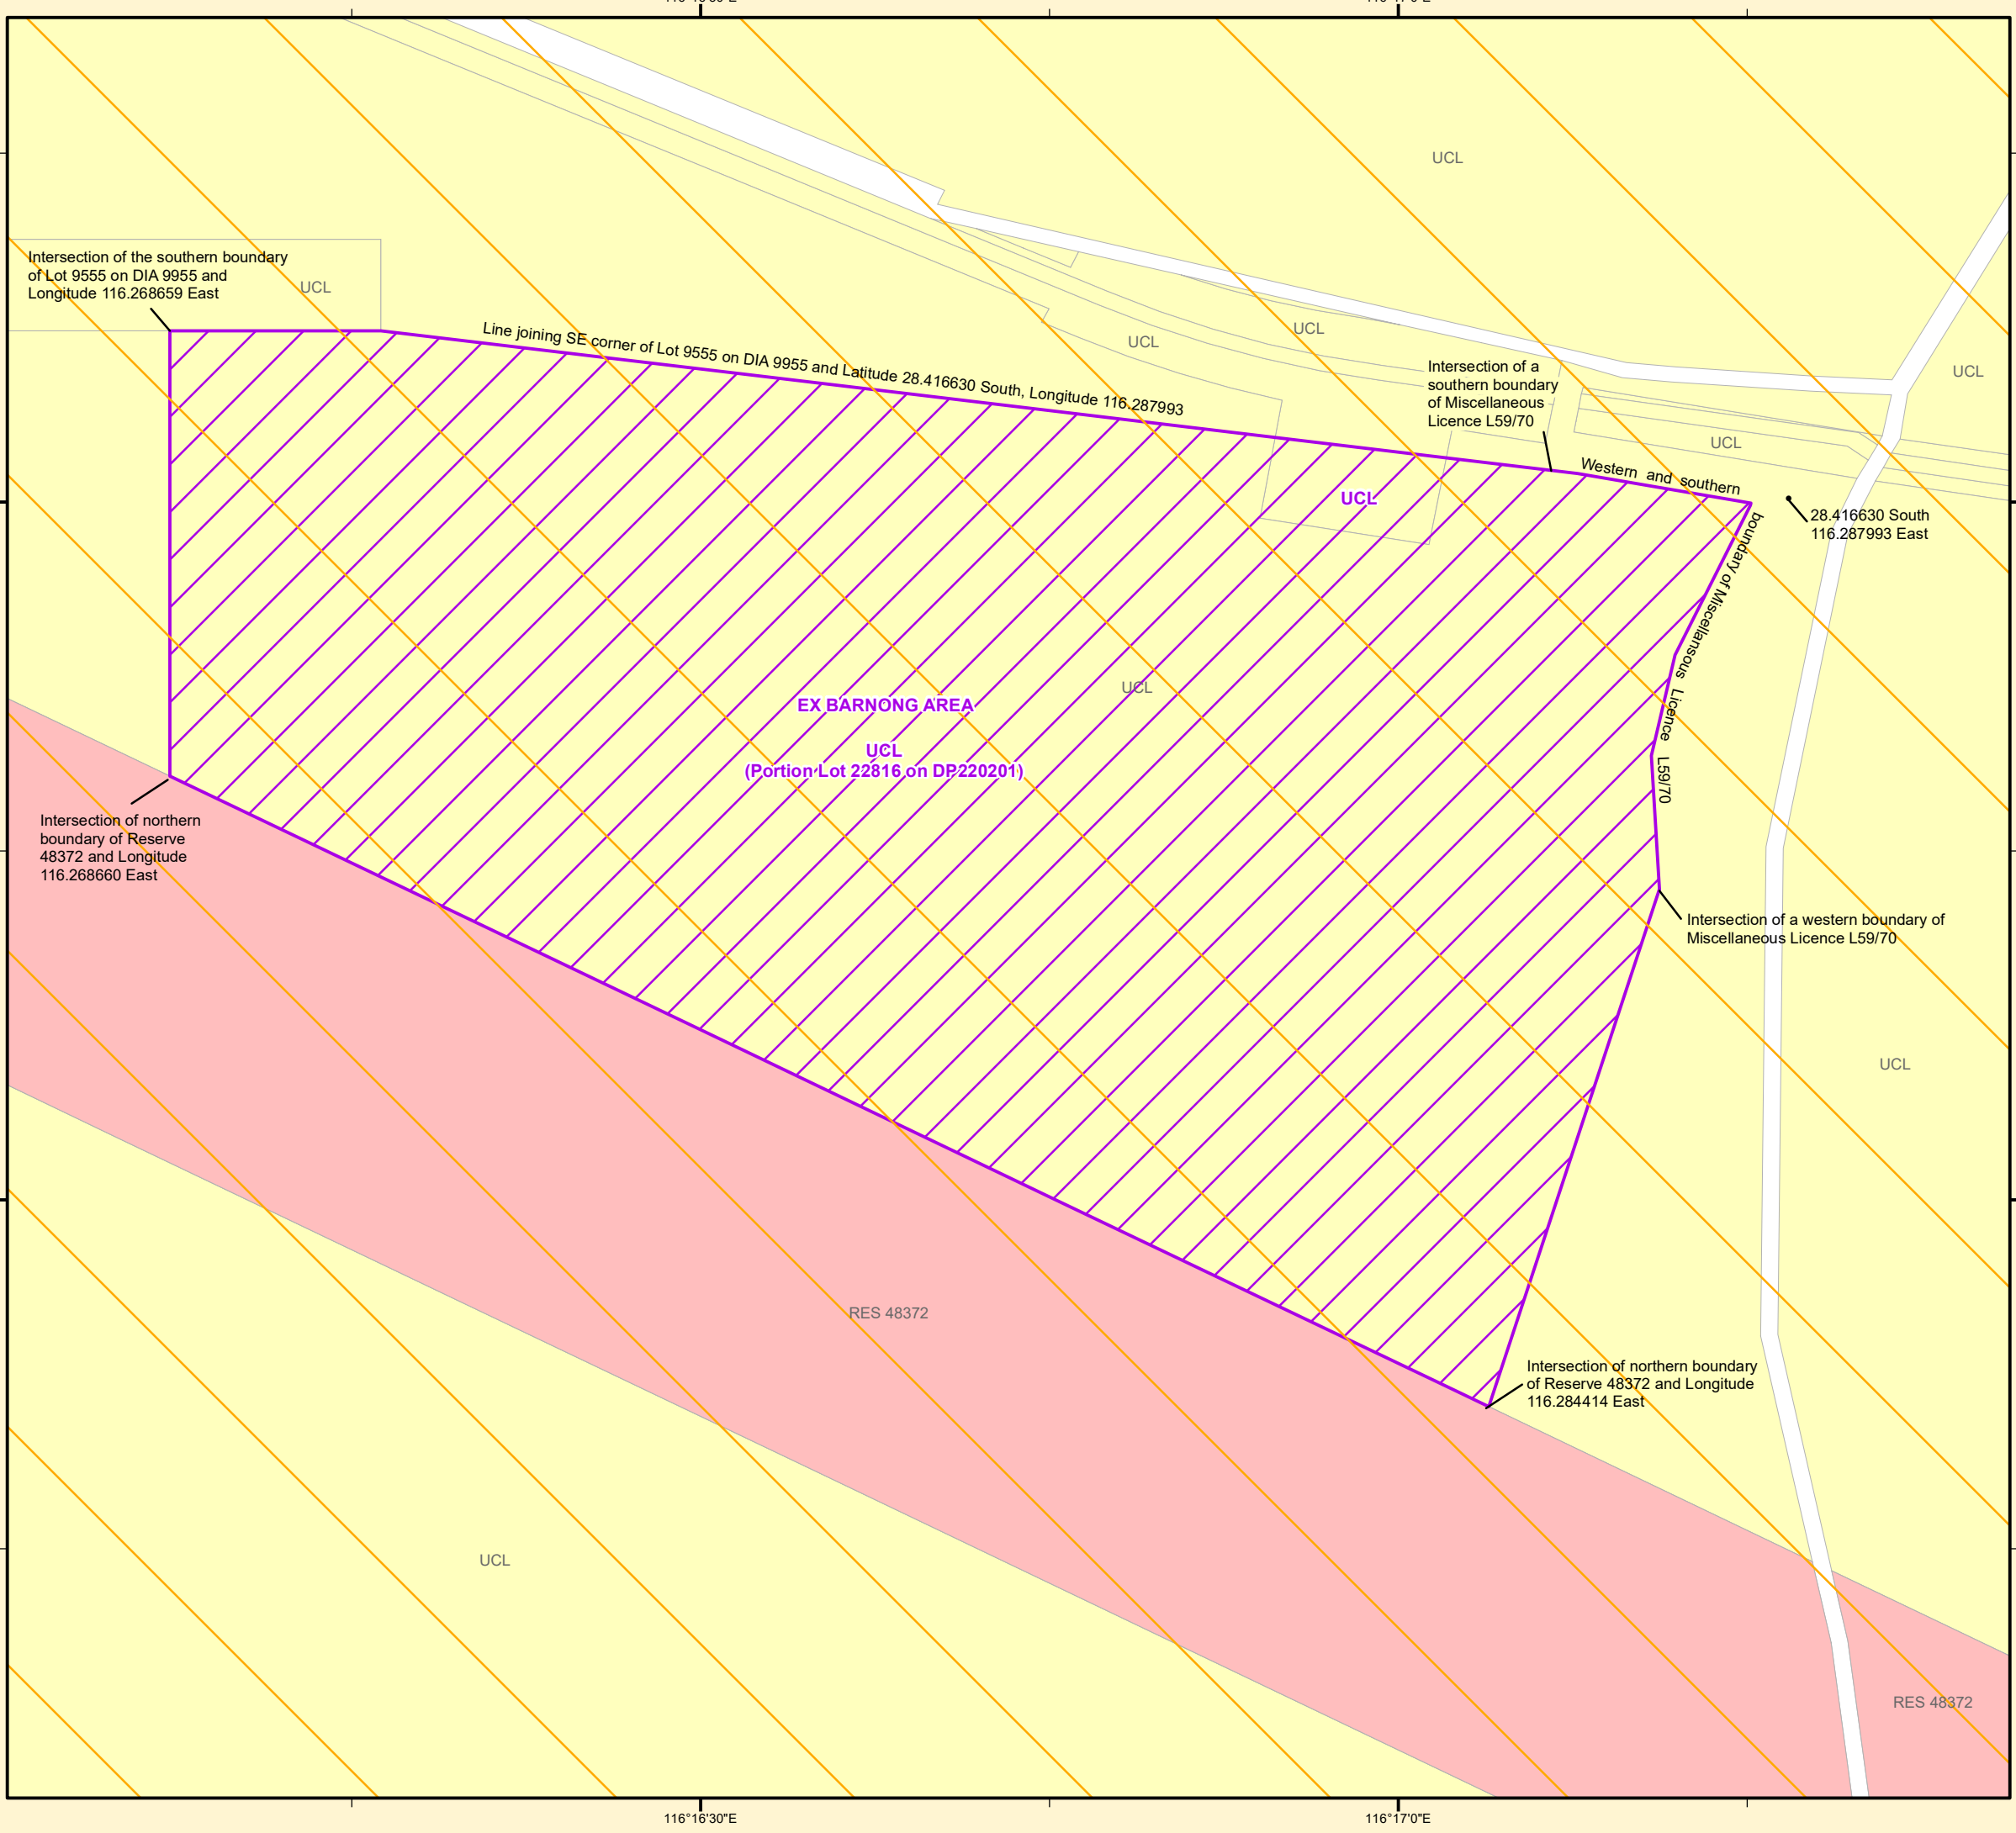 UCL
Intersection of the southern boundary
of Lot 9555 on DIA 9955 and
Longitude 116.268659 East
UCL
Line joining SE corner of Lot 9555 on DIA 9955 and Latitude 28.416630 South, Longitude 116.287993
UCL
UCL
Intersection of a
southern boundary
of Miscellaneous
Licence L59/70
UCL
UCL
Western and southern
boundary of Miscellansous Licence L59/70
UCL
28.416630 South
116.287993 East
UCL
EX BARNONG AREA
UCL
(Portion Lot 22816 on DP220201)
Intersection of northern
boundary of Reserve
48372 and Longitude
116.268660 East
Intersection of a western boundary of
Miscellaneous Licence L59/70
UCL
RES 48372
Intersection of northern boundary
of Reserve 48372 and Longitude
116.284414 East
UCL
RES 48372
116°16'30"E
116°17'0"E